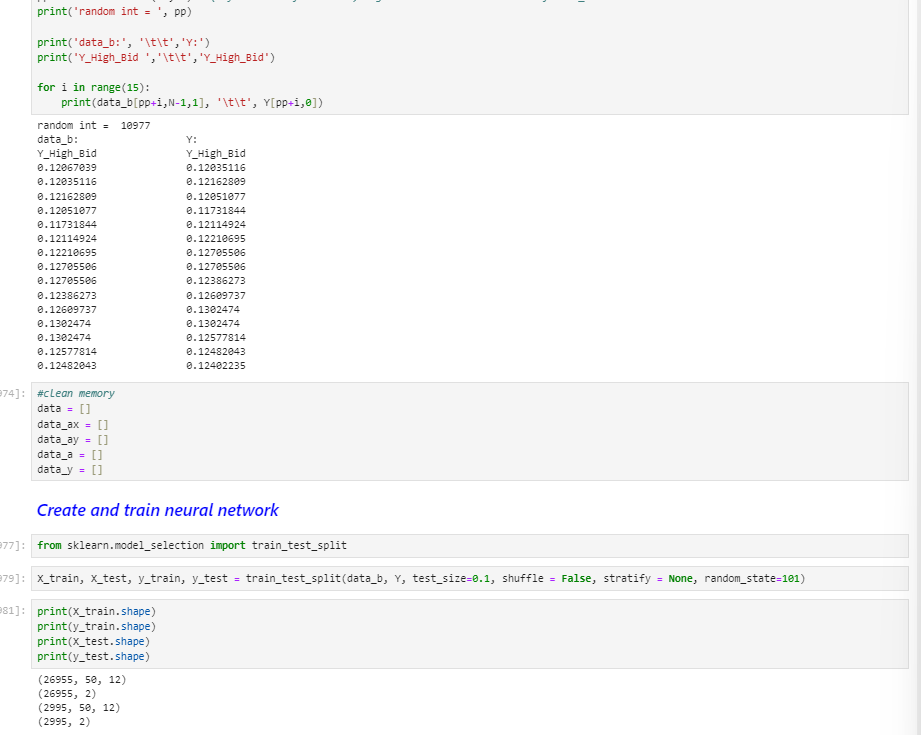 print('random int = ', pp)
print('data_b:', '\t\t','Y:')
print('Y_High_Bid ','\t\t','Y_High_Bid')
for i in range(15):
    print(data_b[pp+i,N-1,1], '\t\t', Y[pp+i,0])
random int =  10977
data_b: 		 Y:
Y_High_Bid 		 Y_High_Bid
0.12067039 		 0.12035116
0.12035116 		 0.12162809
0.12162809 		 0.12051077
0.12051077 		 0.11731844
0.11731844 		 0.12114924
0.12114924 		 0.12210695
0.12210695 		 0.12705506
0.12705506 		 0.12705506
0.12705506 		 0.12386273
0.12386273 		 0.12609737
0.12609737 		 0.1302474
0.1302474 		 0.1302474
0.1302474 		 0.12577814
0.12577814 		 0.12482043
0.12482043 		 0.12402235
74]: #clean memory
data = []
data_ax = []
data_ay = []
data_a = []
data_y = []
Create and train neural network
77]: from sklearn.model_selection import train_test_split
79]: X_train, X_test, y_train, y_test = train_test_split(data_b, Y, test_size=0.1, shuffle = False, stratify = None, random_state=101)
81]: print(X_train.shape)
print(y_train.shape)
print(X_test.shape)
print(y_test.shape)
(26955, 50, 12)
(26955, 2)
(2995, 50, 12)
(2995, 2)